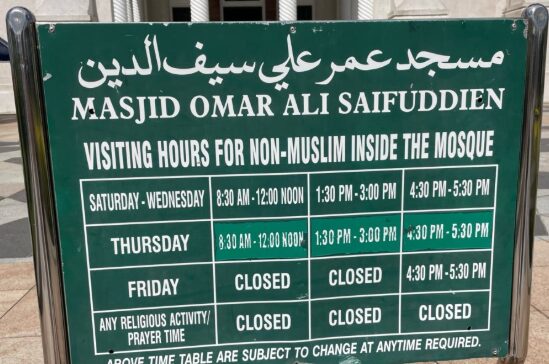 مسجد عمر علي سيف الدين
MASJID OMAR ALI SAIFUDDIEN
VISITING HOURS FOR NON-MUSLIM INSIDE THE MOSQUE
SATURDAY - WEDNESDAY 8:30 AM - 12:00 NOON 1:30 PM - 3:00 PM 4:30 PM - 5:30 PM
THURSDAY 8:30 AM - 12:00 NOON 1:30 PM - 3:00 PM 4:30 PM - 5:30 PM
FRIDAY CLOSED CLOSED 4:30 PM - 5:30 PM
ANY RELIGIOUS ACTIVITY/
PRAYER TIME CLOSED CLOSED CLOSED
ABOVE TIME TABLE ARE SUBJECT TO CHANGE AT ANYTIME REQUIRED.